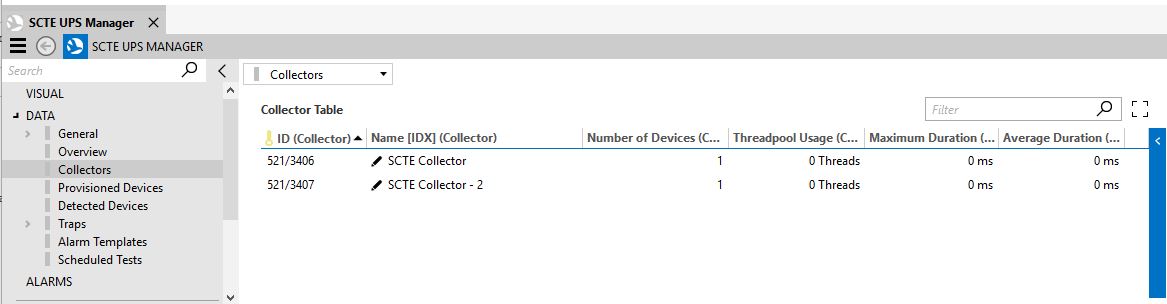 SCTE UPS Manager
SCTE UPS MANAGER
Search
VISUAL
DATA
General
Overview
Collectors
Provisioned Devices
Detected Devices
Traps
Alarm Templates
Scheduled Tests
ALARMS
Collectors
Collector Table
Filter
ID (Collector) Name [IDX] (Collector) Number of Devices (C... Threadpool Usage (C... Maximum Duration (... Average Duration (...
521/3406 SCTE Collector 1 0 Threads 0 ms 0 ms
521/3407 SCTE Collector - 2 1 0 Threads 0 ms 0 ms